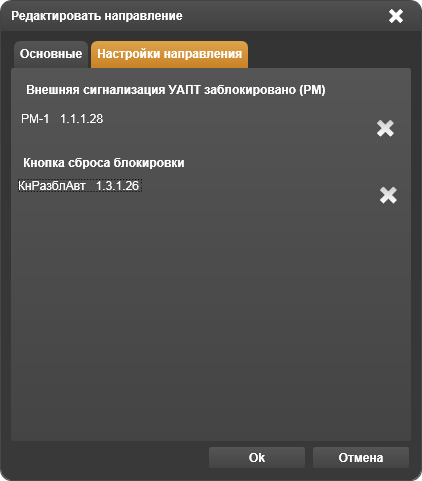 Редактировать направление
Основные Настройки направления
Внешняя сигнализация УАПТ заблокировано (РМ)
РМ-1 1.1.1.28
Кнопка сброса блокировки
КнРазблАвт 1.3.1.26
Ok Отмена